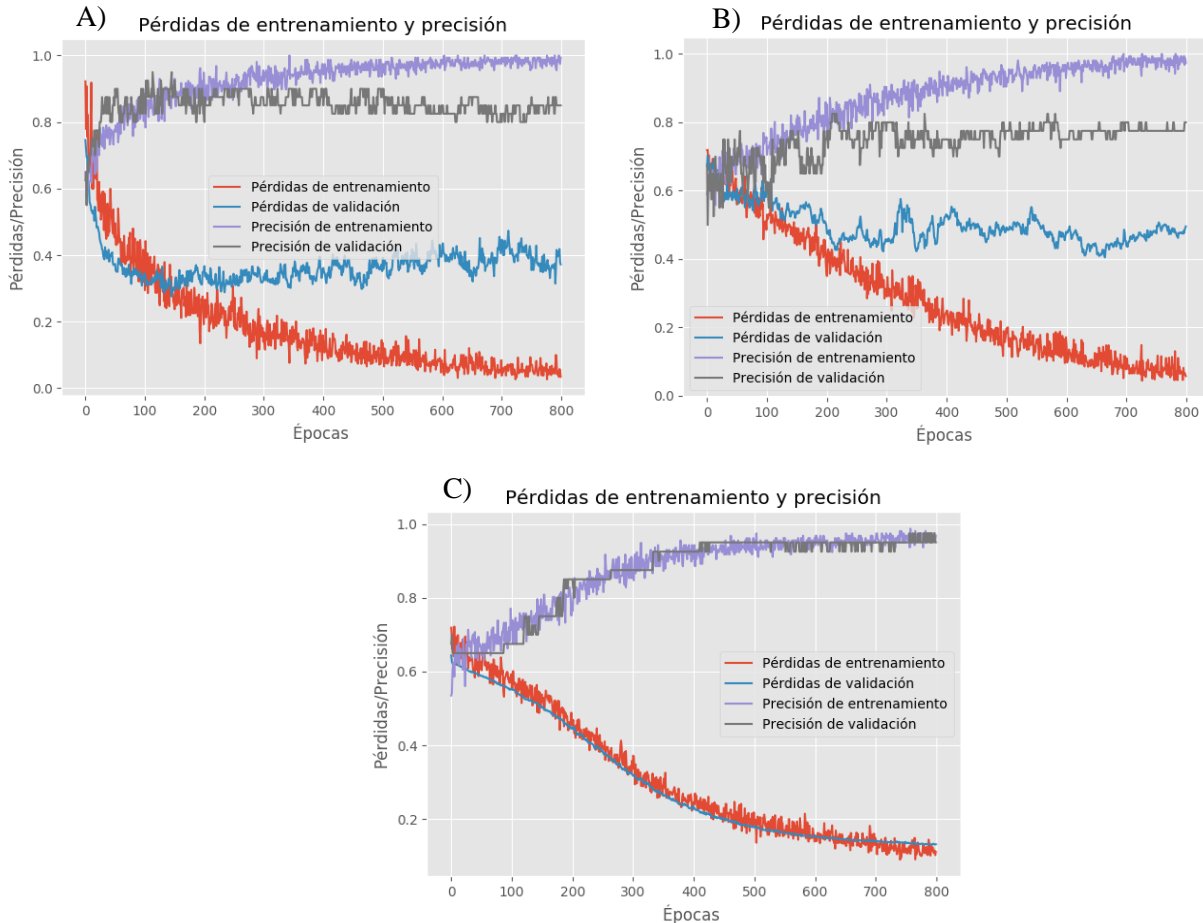 A)
Pérdidas de entrenamiento y precisión
1.0
0.8
0.6
0.4
0.2
0.0
Pérdidas/Precisión
Pérdidas de entrenamiento
Pérdidas de validación
Precisión de entrenamiento
Precisión de validación
0 100 200 300 400 500 600 700 800
Épocas
B)
Pérdidas de entrenamiento y precisión
1.0
0.8
0.6
0.4
0.2
0.0
Pérdidas/Precisión
Pérdidas de entrenamiento
Pérdidas de validación
Precisión de entrenamiento
Precisión de validación
0 100 200 300 400 500 600 700 800
Épocas
C)
Pérdidas de entrenamiento y precisión
1.0
0.8
0.6
0.4
0.2
Pérdidas/Precisión
Pérdidas de entrenamiento
Pérdidas de validación
Precisión de entrenamiento
Precisión de validación
0 100 200 300 400 500 600 700 800
Épocas